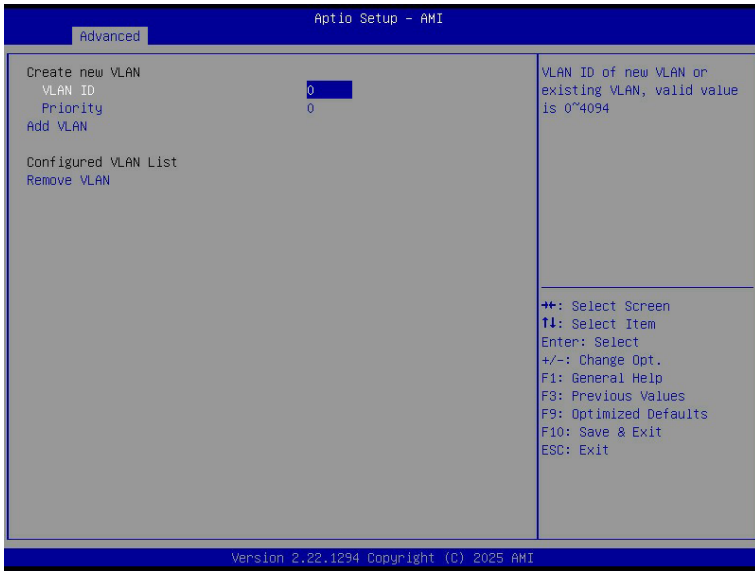 Aptio Setup – AMI
Advanced
Create new VLAN
VLAN ID 0
Priority 0
Add VLAN
Configured VLAN List
Remove VLAN
VLAN ID of new VLAN or
existing VLAN, valid value
is 0~4094
→←: Select Screen
↑↓: Select Item
Enter: Select
+/-: Change Opt.
F1: General Help
F3: Previous Values
F9: Optimized Defaults
F10: Save & Exit
ESC: Exit
Version 2.22.1294 Copyright (C) 2025 AMI